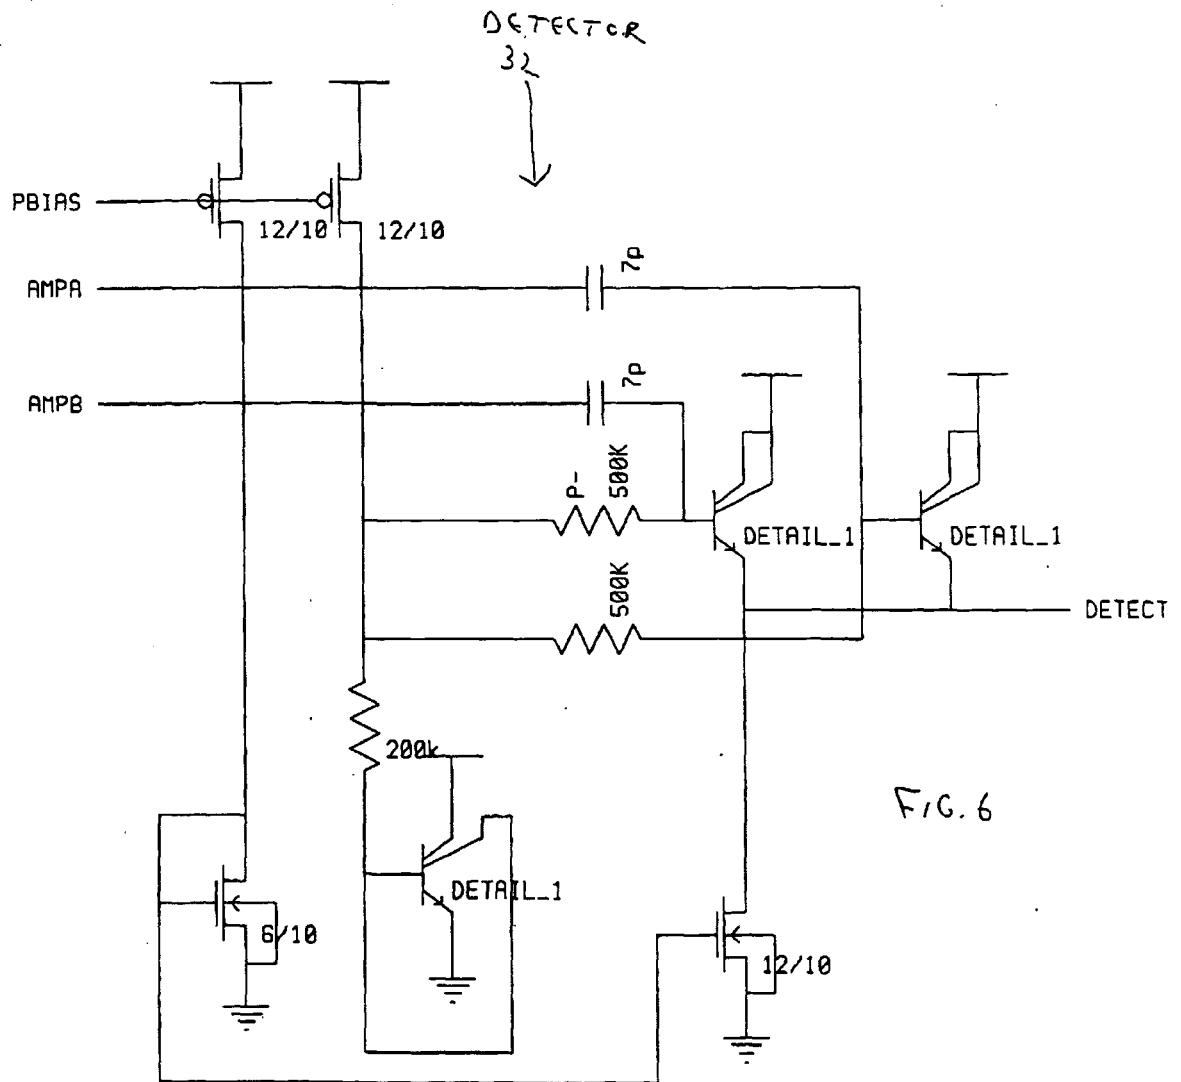 DETECTOR
32
PBIAS
12/10
12/10
7p
AMPA
7p
AMPB
P-
500K
DETAIL_1
DETAIL_1
500K
DETECT
200k
FIG. 6
DETAIL_1
6/10
12/10